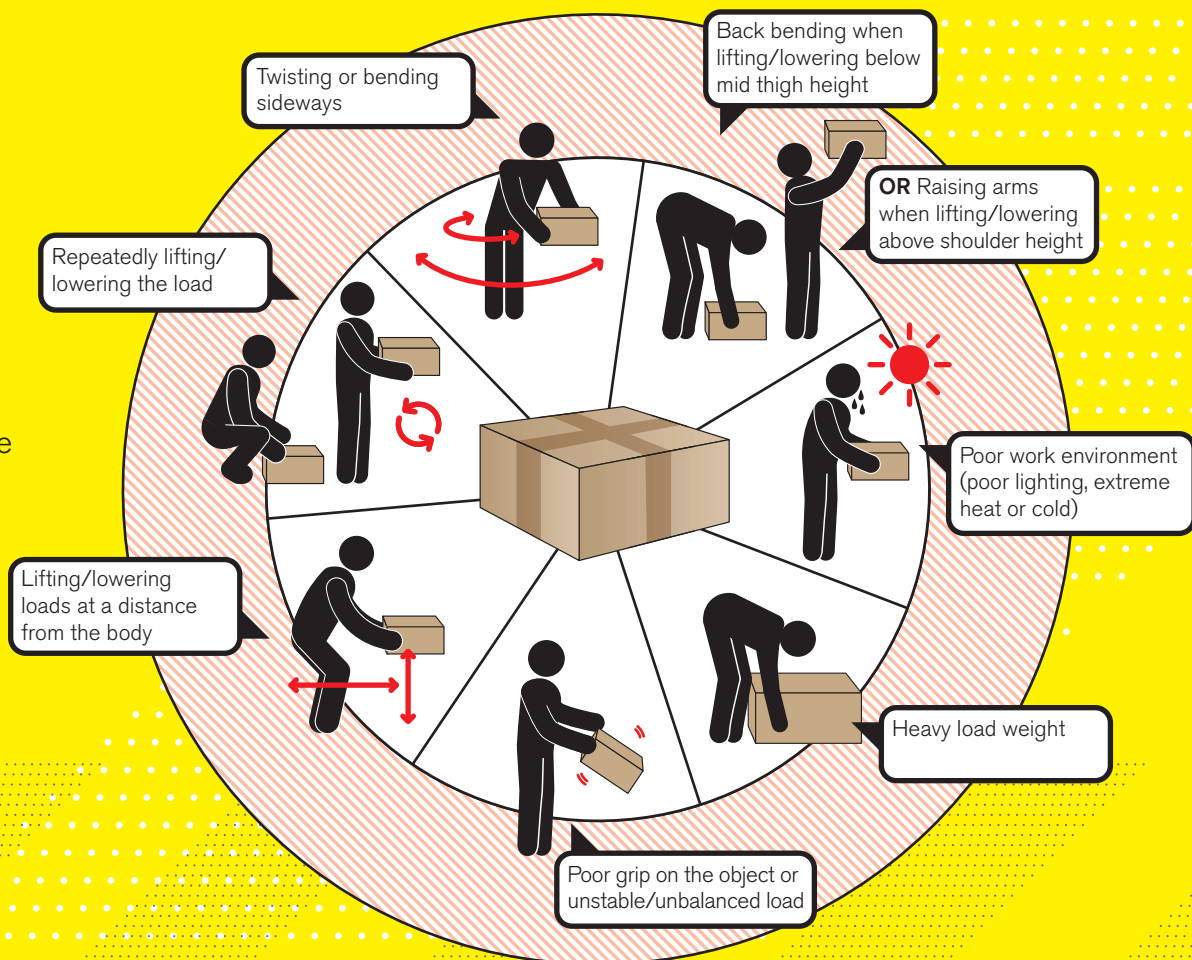 Back bending when
lifting/lowering below
mid thigh height
Twisting or bending
sideways
OR Raising arms
when lifting/lowering
above shoulder height
Repeatedly lifting/
lowering the load
e
Poor work environment
(poor lighting, extreme
heat or cold)
Lifting/lowering
loads at a distance
from the body
Heavy load weight
Poor grip on the object or
unstable/unbalanced load